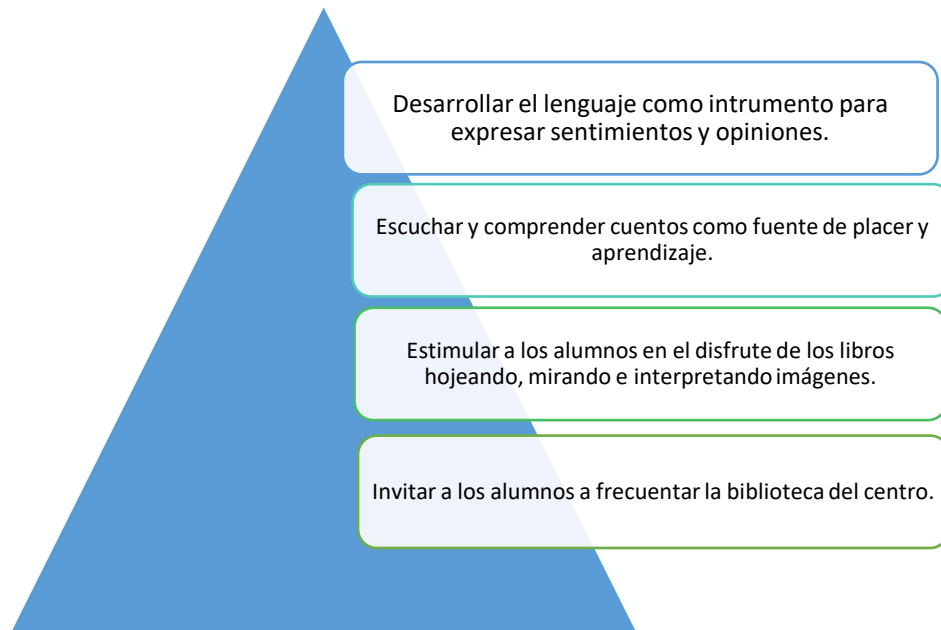 Desarrollar el lenguaje como intrumento para
expresar sentimientos y opiniones.
Escuchar y comprender cuentos como fuente de placer y
aprendizaje.
Estimular a los alumnos en el disfrute de los libros
hojeando, mirando e interpretando imágenes.
Invitar a los alumnos a frecuentar la biblioteca del centro.